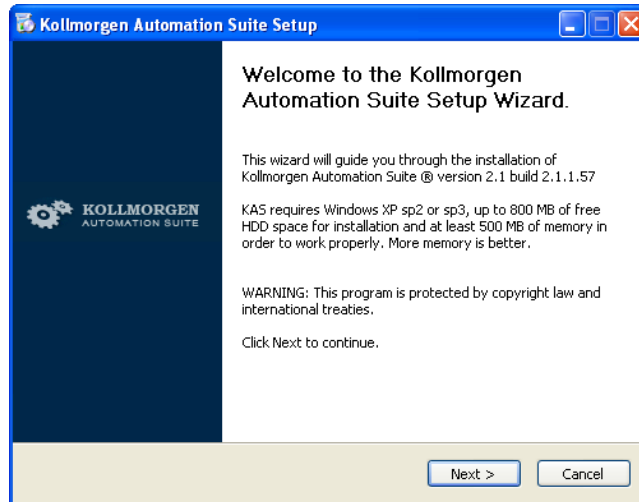 Kollmorgen Automation Suite Setup
Welcome to the Kollmorgen
Automation Suite Setup Wizard.
This wizard will guide you through the installation of
Kollmorgen Automation Suite ® version 2.1 build 2.1.1.57
KOLLMORGEN
AUTOMATION SUITE
KAS requires Windows XP sp2 or sp3, up to 800 MB of free
HDD space for installation and at least 500 MB of memory in
order to work properly. More memory is better.
WARNING: This program is protected by copyright law and
international treaties.
Click Next to continue.
Next >
Cancel